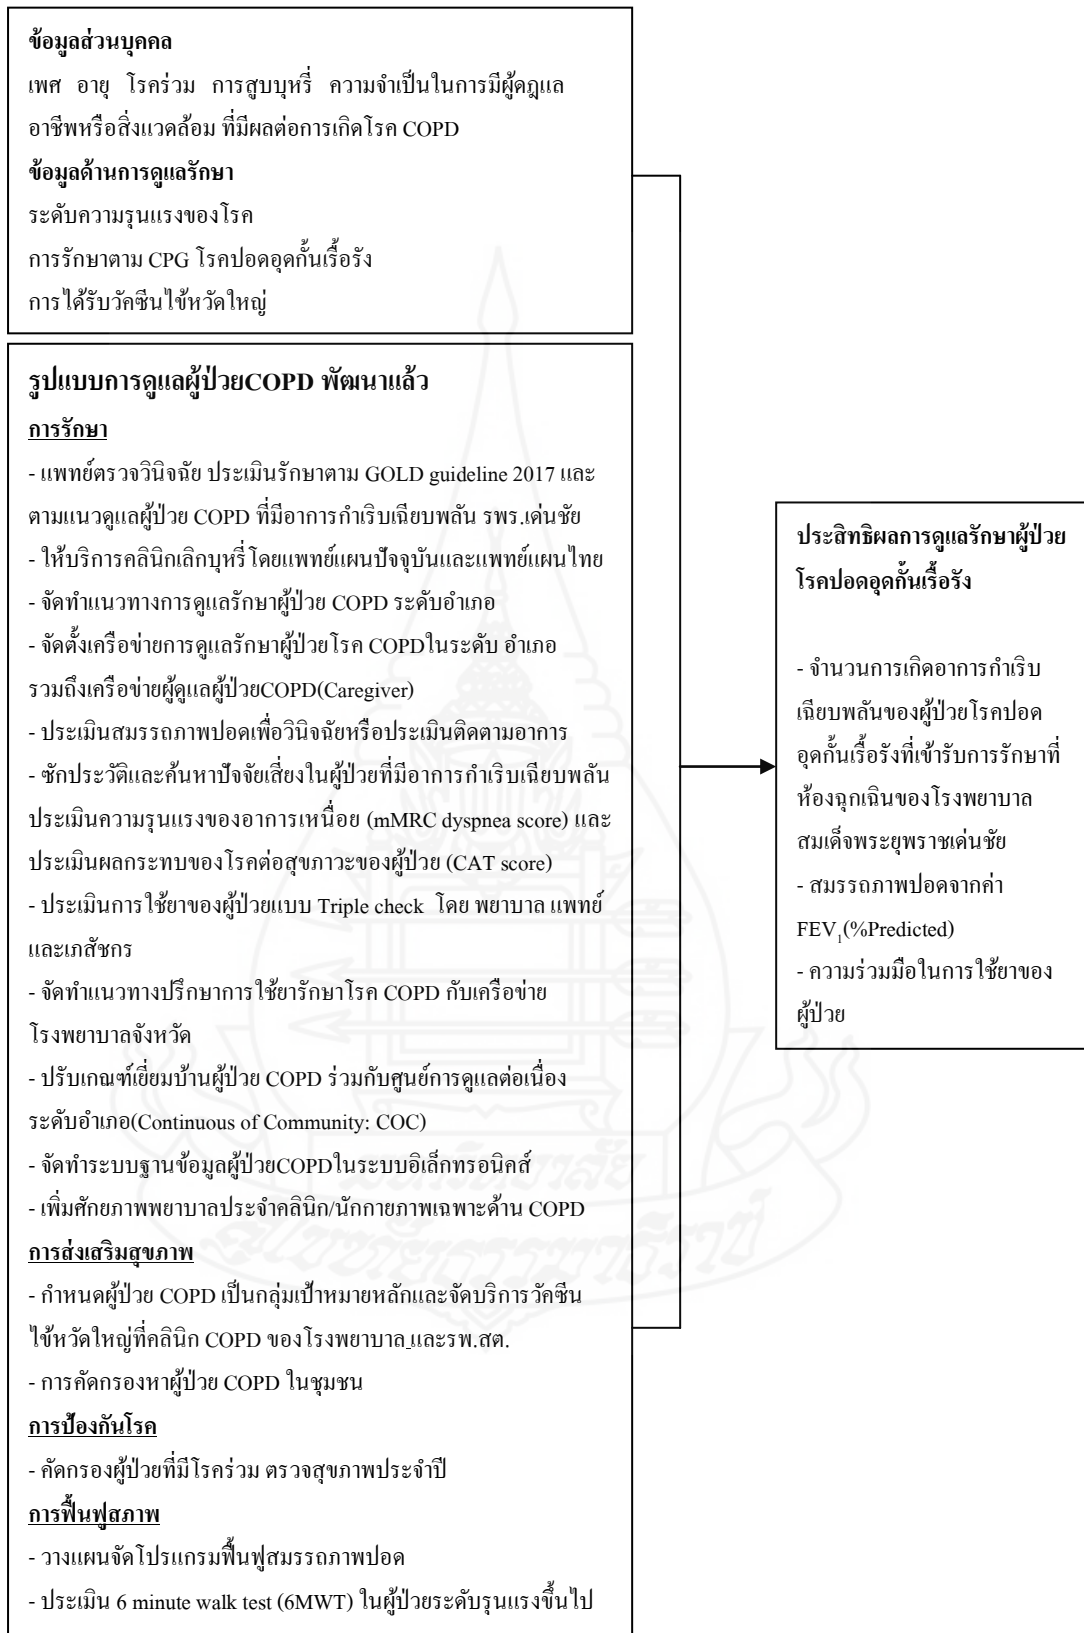 ข้อมูลส่วนบุคคล
เพศ อายุ โรคร่วม การสูบบุหรี่ ความจำเป็นในการมีผู้ดฎูแล
อาชีพหรือสิ่งแวดล้อม ที่มีผลต่อการเกิดโรค COPD
ข้อมูลด้านการดูแลรักษา
ระดับความรุนแรงของโรค
การรักษาตาม CPG โรคปอดอุดกั้นเรื้อรัง
การได้รับวัคซีนไข้หวัดใหญ่
รูปแบบการดูแลผู้ป่วยCOPD พัฒนาแล้ว
การรักษา
- แพทย์ตรวจวินิจฉัย ประเมินรักษาตาม GOLD guideline 2017 และ
ตามแนวดูแลผู้ป่วย COPD ที่มีอาการกำเริบเฉียบพลัน รพร.เด่นชัย
- ให้บริการคลินิกเลิกบุหรี่โดยแพทย์แผนปัจจุบันและแพทย์แผนไทย
- จัดทำแนวทางการดูแลรักษาผู้ป่วย COPD ระดับอำเภอ
- จัดตั้งเครือข่ายการดูแลรักษาผู้ป่วยโรค COPDในระดับ อำเภอ
รวมถึงเครือข่ายผู้ดูแลผู้ป่วยCOPD(Caregiver)
- ประเมินสมรรถภาพปอดเพื่อวินิจฉัยหรือประเมินติดตามอาการ
- ซักประวัติและค้นหาปัจจัยเสี่ยงในผู้ป่วยที่มีอาการกำเริบเฉียบพลัน
ประเมินความรุนแรงของอาการเหนื่อย (mMRC dyspnea score) และ
ประเมินผลกระทบของโรคต่อสุขภาวะของผู้ป่วย (CAT score)
- ประเมินการใช้ยาของผู้ป่วยแบบ Triple check โดย พยาบาล แพทย์
และเภสัชกร
- จัดทำแนวทางปรึกษาการใช้ยารักษาโรค COPD กับเครือข่าย
โรงพยาบาลจังหวัด
- ปรับเกณฑ์เยี่ยมบ้านผู้ป่วย COPD ร่วมกับศูนย์การดูแลต่อเนื่อง
ระดับอำเภอ(Continuous of Community: COC)
- จัดทำระบบฐานข้อมูลผู้ป่วยCOPDในระบบอิเล็กทรอนิคส์
- เพิ่มศักยภาพพยาบาลประจำคลินิก/นักกายภาพเฉพาะด้าน COPD
การส่งเสริมสุขภาพ
- กำหนดผู้ป่วย COPD เป็นกลุ่มเป้าหมายหลักและจัดบริการวัคซีน
ไข้หวัดใหญ่ที่คลินิก COPD ของโรงพยาบาล และรพ.สต.
- การคัดกรองหาผู้ป่วย COPD ในชุมชน
การป้องกันโรค
- คัดกรองผู้ป่วยที่มีโรคร่วม ตรวจสุขภาพประจำปี
การฟื้นฟูสภาพ
- วางแผนจัดโปรแกรมฟื้นฟูสมรรถภาพปอด
- ประเมิน 6 minute walk test (6MWT) ในผู้ป่วยระดับรุนแรงขึ้นไป
ประสิทธิผลการดูแลรักษาผู้ป่วย
โรคปอดอุดกั้นเรื้อรัง
- จำนวนการเกิดอาการกำเริบ
เฉียบพลันของผู้ป่วยโรคปอด
อุดกั้นเรื้อรังที่เข้ารับการรักษาที่
ห้องฉุกเฉินของโรงพยาบาล
สมเด็จพระยุพราชเด่นชัย
- สมรรถภาพปอดจากค่า
FEV₁(%Predicted)
- ความร่วมมือในการใช้ยาของ
ผู้ป่วย
มหาวิทยาลัย
สุโขทัยธรรมาธิราช